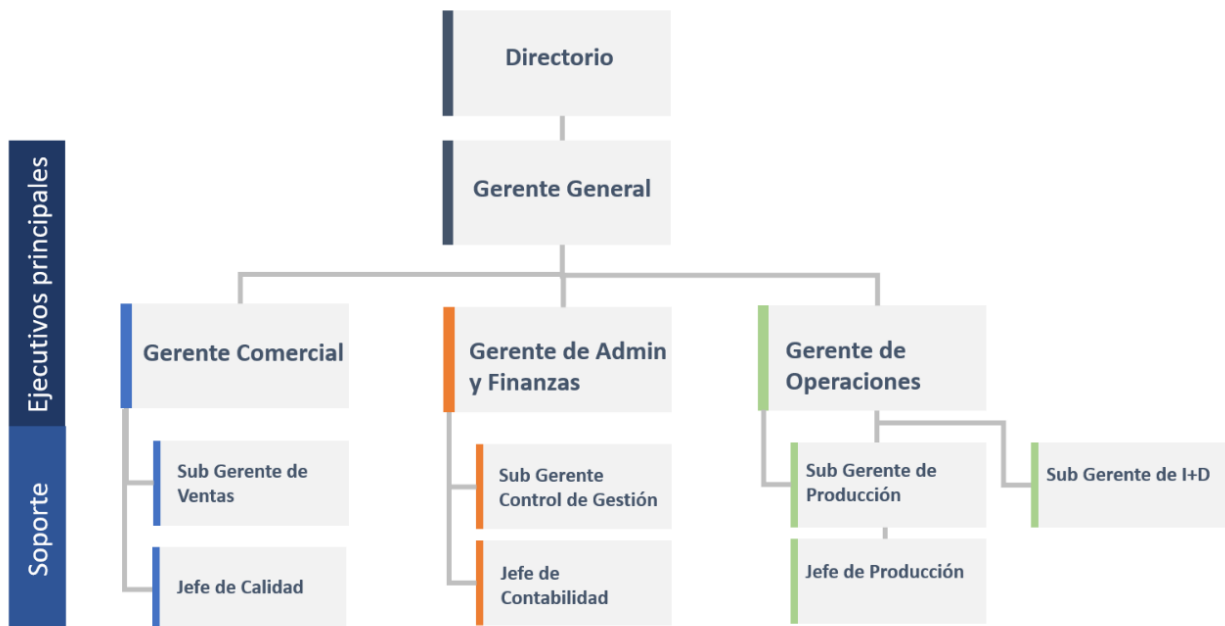 Directorio
Ejecutivos principales
Gerente General
Gerente Comercial
Gerente de Admin
y Finanzas
Gerente de
Operaciones
Soporte
Sub Gerente de
Ventas
Sub Gerente
Control de Gestión
Sub Gerente de
Producción
Sub Gerente de I+D
Jefe de Calidad
Jefe de
Contabilidad
Jefe de Producción